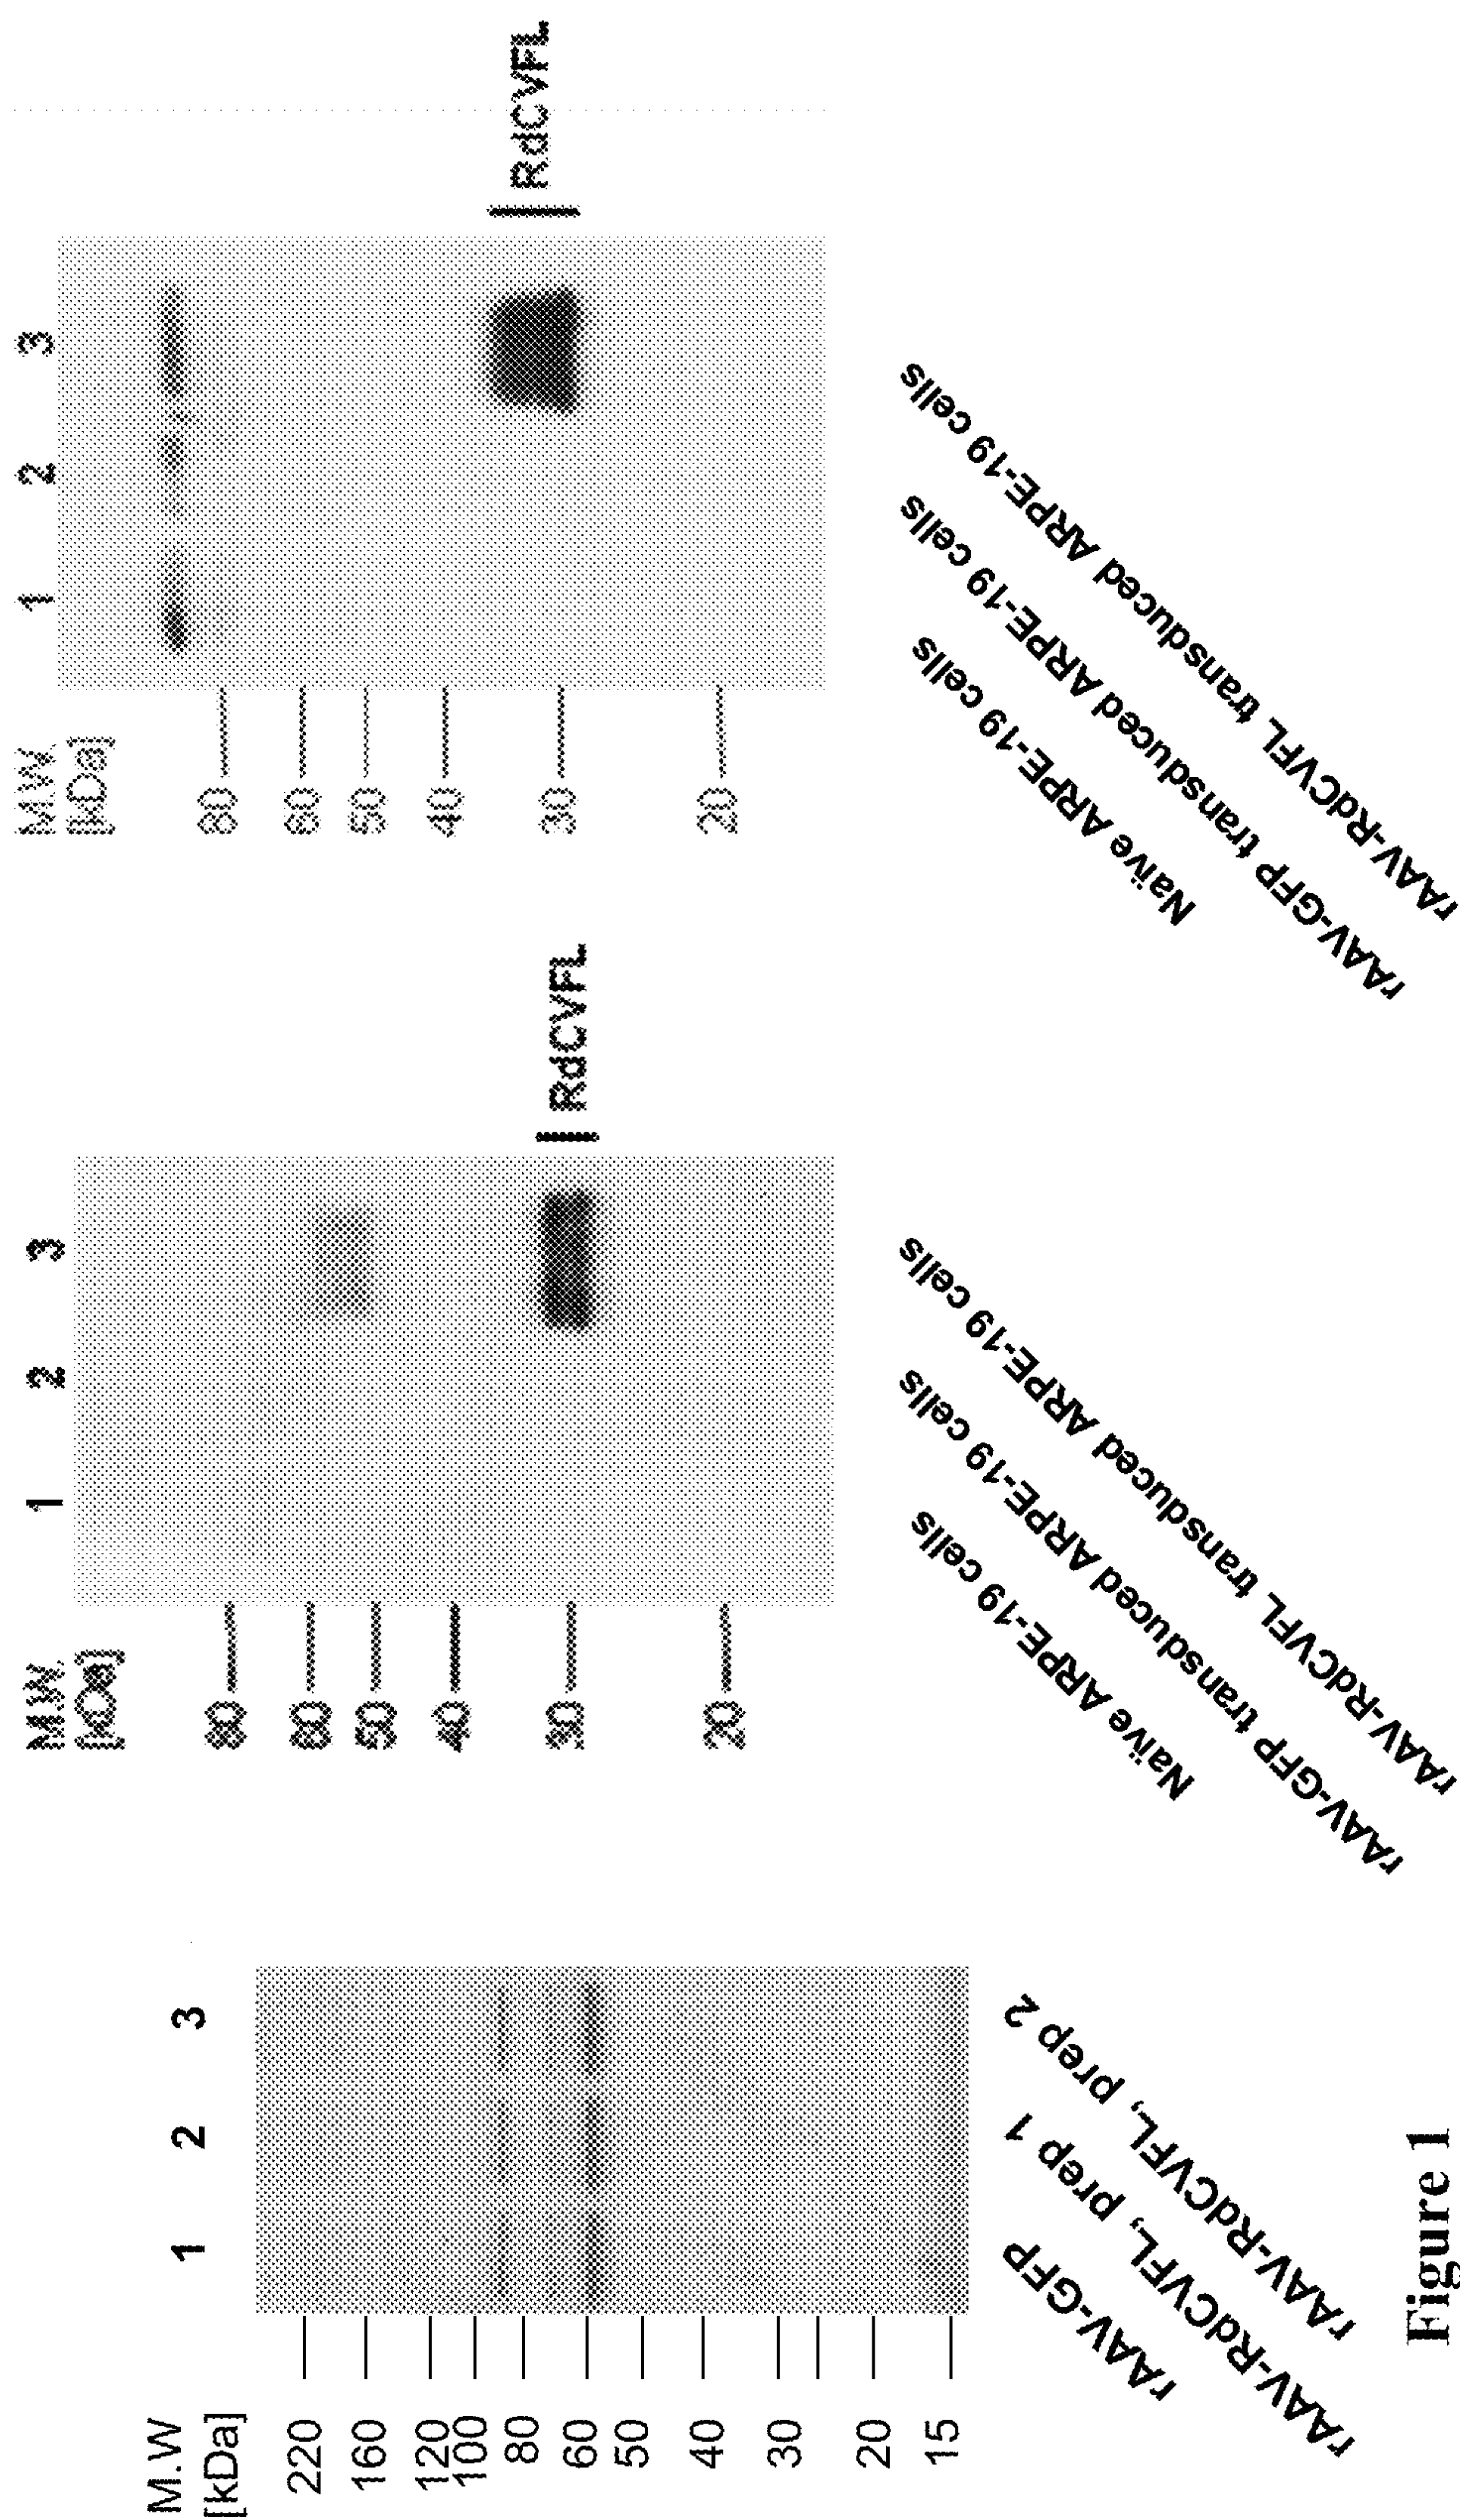 M.W
[kDa]
1 2 3
220
160
120
100
80
60
50
40
30
20
15
rAAV-GFP
rAAV-RdCVFL, prep 1
rAAV-RdCVFL, prep 2
M.W.
[kDa]
1 2 3
80
60
50
40
30
20
RdCVFL
Naïve ARPE-19 cells
rAAV-GFP transduced ARPE-19 cells
rAAV-RdCVFL transduced ARPE-19 cells
M.W.
[kDa]
1 2 3
80
60
50
40
30
20
RdCVFL
Naïve ARPE-19 cells
rAAV-GFP transduced ARPE-19 cells
rAAV-RdCVFL transduced ARPE-19 cells
Figure 1